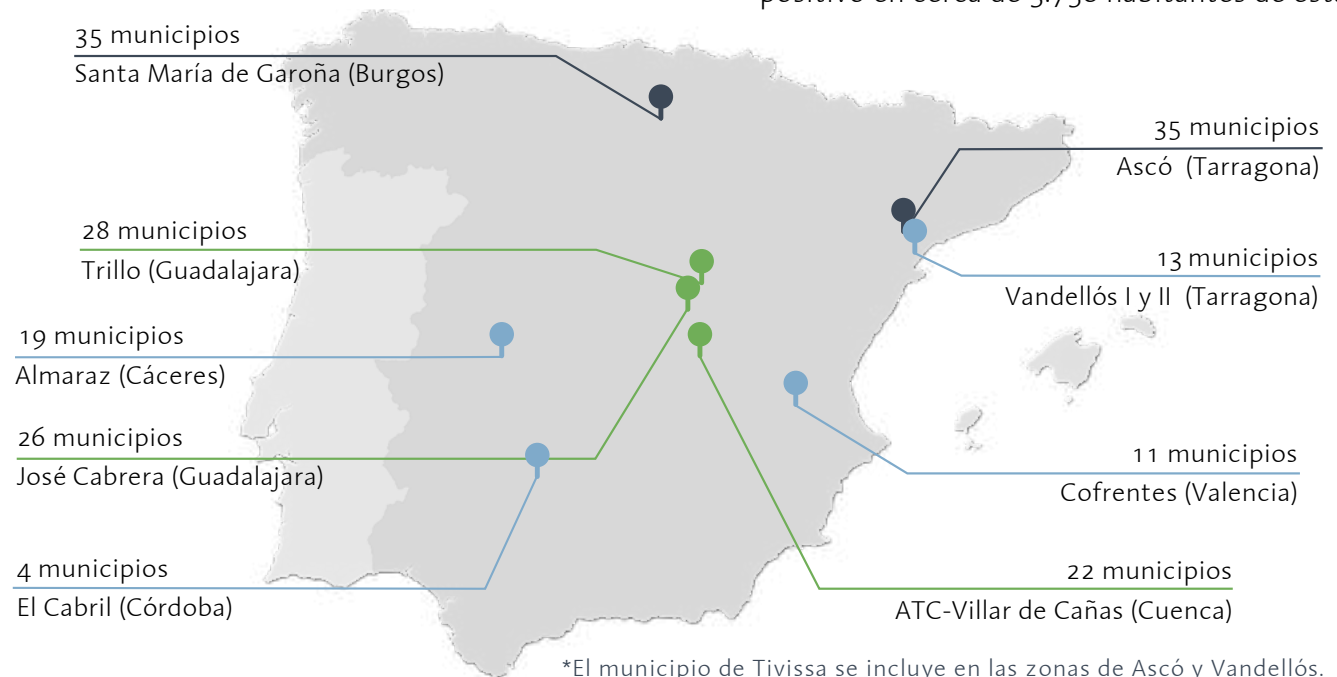 35 municipios
Santa María de Garoña (Burgos)
35 municipios
Ascó (Tarragona)
28 municipios
Trillo (Guadalajara)
13 municipios
Vandellós I y II (Tarragona)
19 municipios
Almaraz (Cáceres)
26 municipios
José Cabrera (Guadalajara)
11 municipios
Cofrentes (Valencia)
4 municipios
El Cabril (Córdoba)
22 municipios
ATC-Villar de Cañas (Cuenca)
*El municipio de Tivissa se incluye en las zonas de Ascó y Vandellós.